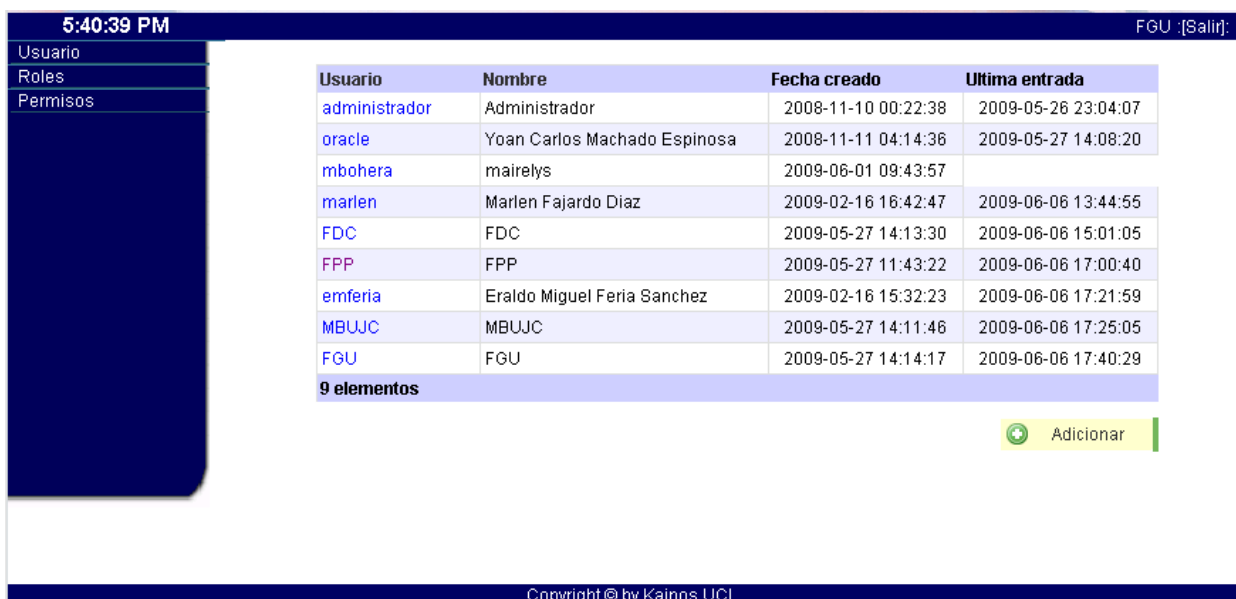 5:40:39 PM FGU :[Salir]:
Usuario
Roles
Permisos
Usuario Nombre Fecha creado Ultima entrada
administrador Administrador 2008-11-10 00:22:38 2009-05-26 23:04:07
oracle Yoan Carlos Machado Espinosa 2008-11-11 04:14:36 2009-05-27 14:08:20
mbohera mairelys 2009-06-01 09:43:57
marlen Marlen Fajardo Diaz 2009-02-16 16:42:47 2009-06-06 13:44:55
FDC FDC 2009-05-27 14:13:30 2009-06-06 15:01:05
FPP FPP 2009-05-27 11:43:22 2009-06-06 17:00:40
emferia Eraldo Miguel Feria Sanchez 2009-02-16 15:32:23 2009-06-06 17:21:59
MBUJC MBUJC 2009-05-27 14:11:46 2009-06-06 17:25:05
FGU FGU 2009-05-27 14:14:17 2009-06-06 17:40:29
9 elementos
Adicionar
Copyright © by Kainos UCI